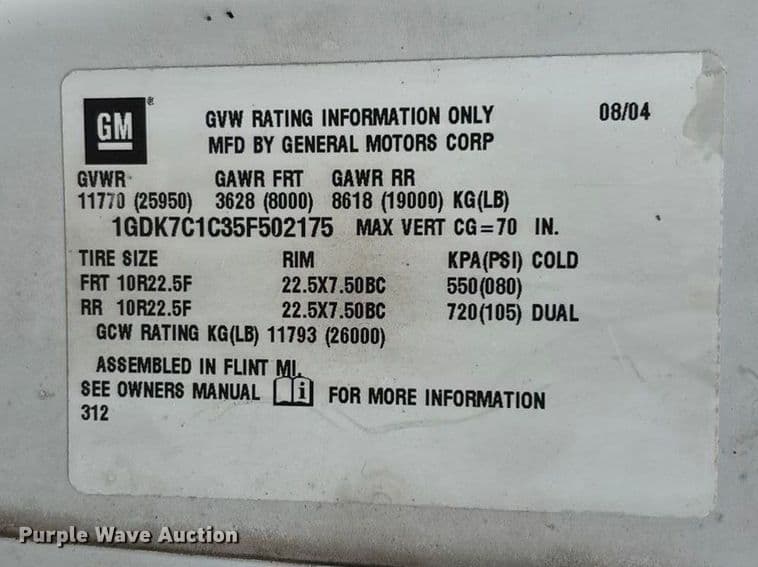 GM ® GVW RATING INFORMATION ONLY 08/04
MFD BY GENERAL MOTORS CORP
GVWR GAWR FRT GAWR RR
11770 (25950) 3628 (8000) 8618 (19000) KG(LB)
1GDK7C1C35F502175 MAX VERT CG=70 IN.
TIRE SIZE RIM KPA(PSI) COLD
FRT 10R22.5F 22.5X7.50BC 550(080)
RR 10R22.5F 22.5X7.50BC 720(105) DUAL
GCW RATING KG(LB) 11793 (26000)
ASSEMBLED IN FLINT MI.
SEE OWNERS MANUAL i FOR MORE INFORMATION
312
Purple Wave Auction